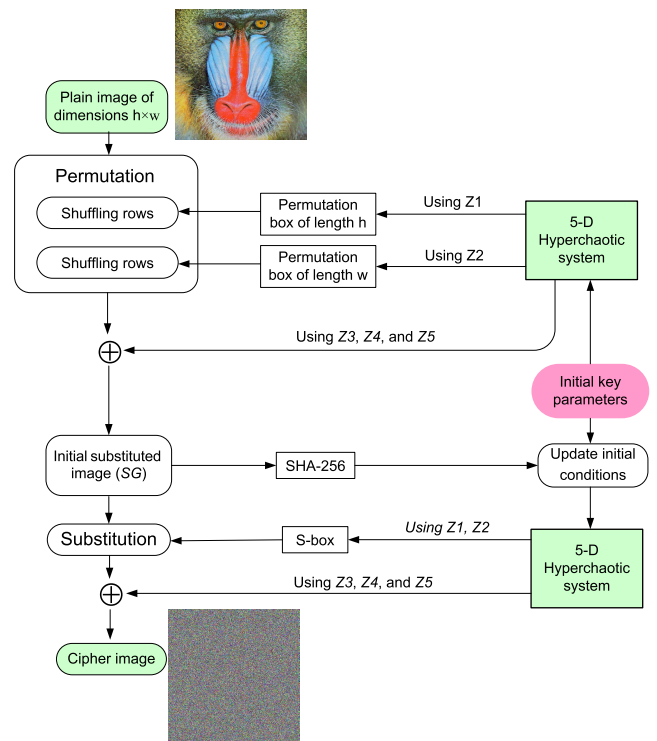 Plain image of
dimensions h×w
Permutation
Shuffling rows
Permutation
box of length h
Using Z1
5-D
Hyperchaotic
system
Shuffling rows
Permutation
box of length w
Using Z2
Using Z3, Z4, and Z5
Initial key
parameters
Initial substituted
image (SG)
SHA-256
Update initial
conditions
Substitution
S-box
Using Z1, Z2
5-D
Hyperchaotic
system
Using Z3, Z4, and Z5
Cipher image